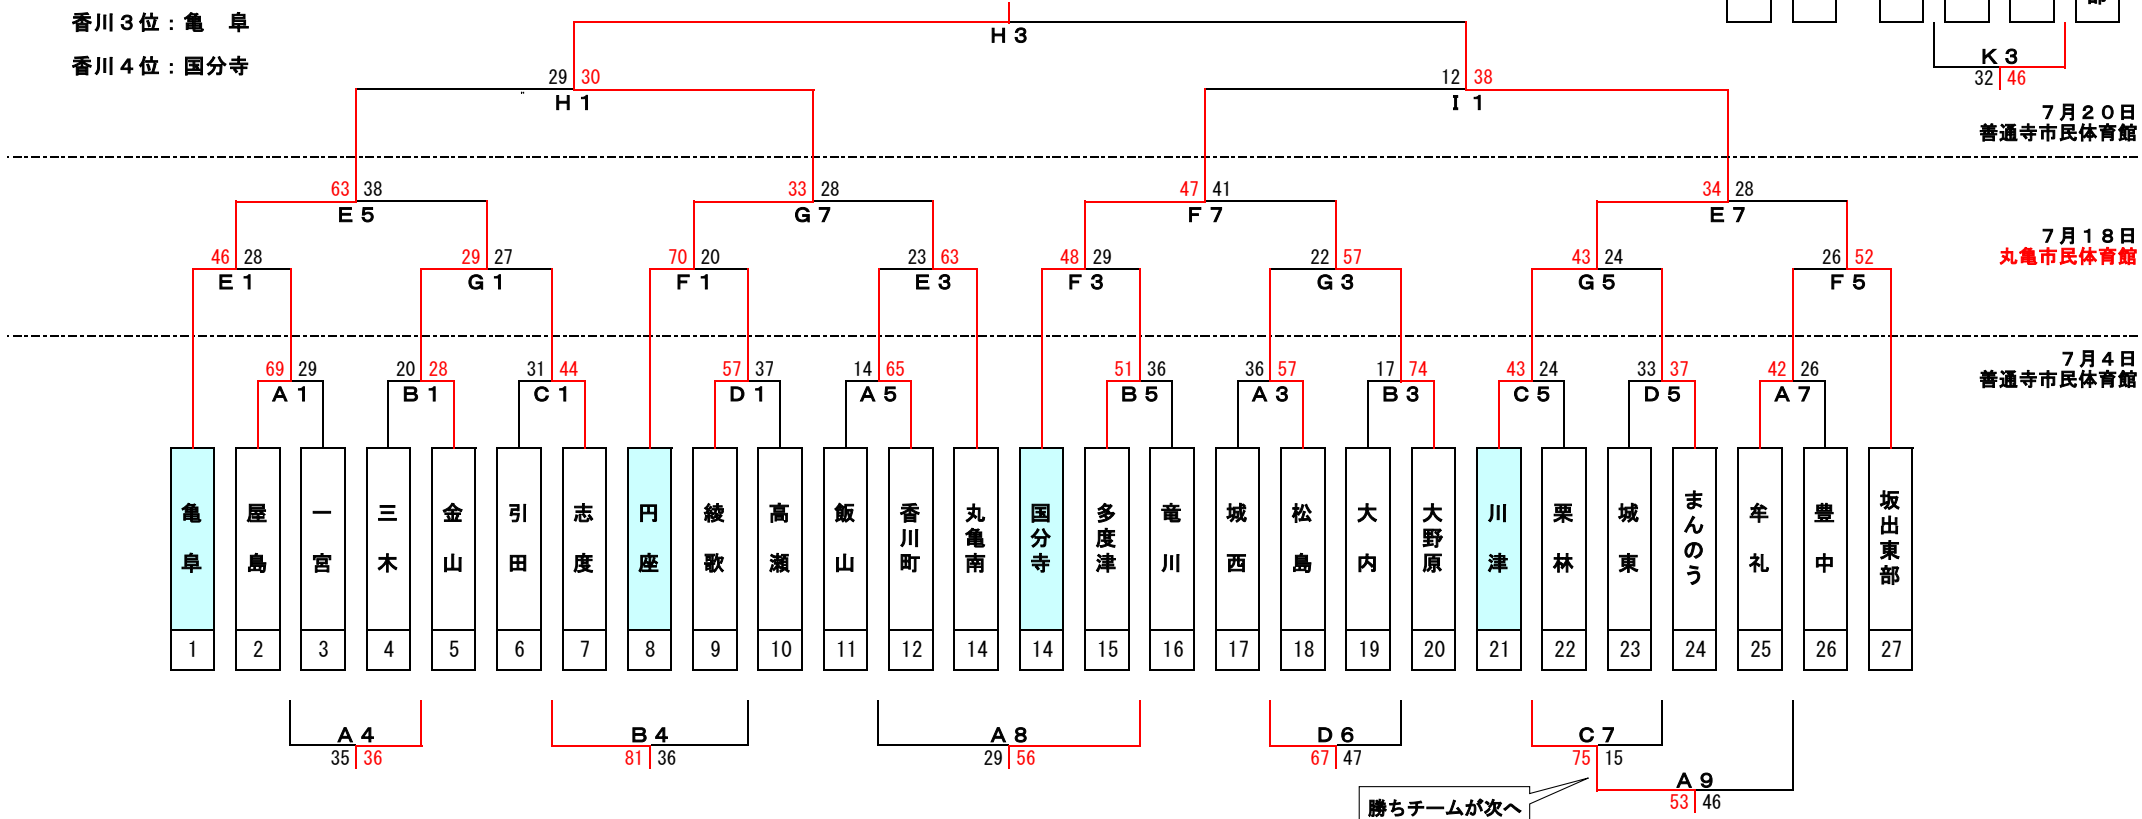 香川３位：亀　阜
香川４位：国分寺
部
Ｈ３
Ｋ３
32 46
29 30
Ｈ１
12 38
Ｉ１
７月２０日
善通寺市民体育館
63 38
Ｅ５
33 28
Ｇ７
47 41
Ｆ７
34 28
Ｅ７
７月１８日
丸亀市民体育館
46 28
Ｅ１
29 27
Ｇ１
70 20
Ｆ１
23 63
Ｅ３
48 29
Ｆ３
22 57
Ｇ３
43 24
Ｇ５
26 52
Ｆ５
７月４日
善通寺市民体育館
69 29
Ａ１
20 28
Ｂ１
31 44
Ｃ１
57 37
Ｄ１
14 65
Ａ５
51 36
Ｂ５
36 57
Ａ３
17 74
Ｂ３
43 24
Ｃ５
33 37
Ｄ５
42 26
Ａ７
亀阜
屋島
一宮
三木
金山
引田
志度
円座
綾歌
高瀬
飯山
香川町
丸亀南
国分寺
多度津
竜川
城西
松島
大内
大野原
川津
栗林
城東
まんのう
牟礼
豊中
坂出東部
1 2 3 4 5 6 7 8 9 10 11 12 14 14 15 16 17 18 19 20 21 22 23 24 25 26 27
Ａ４
35 36
Ｂ４
81 36
Ａ８
29 56
Ｄ６
67 47
Ｃ７
75 15
Ａ９
53 46
勝ちチームが次へ